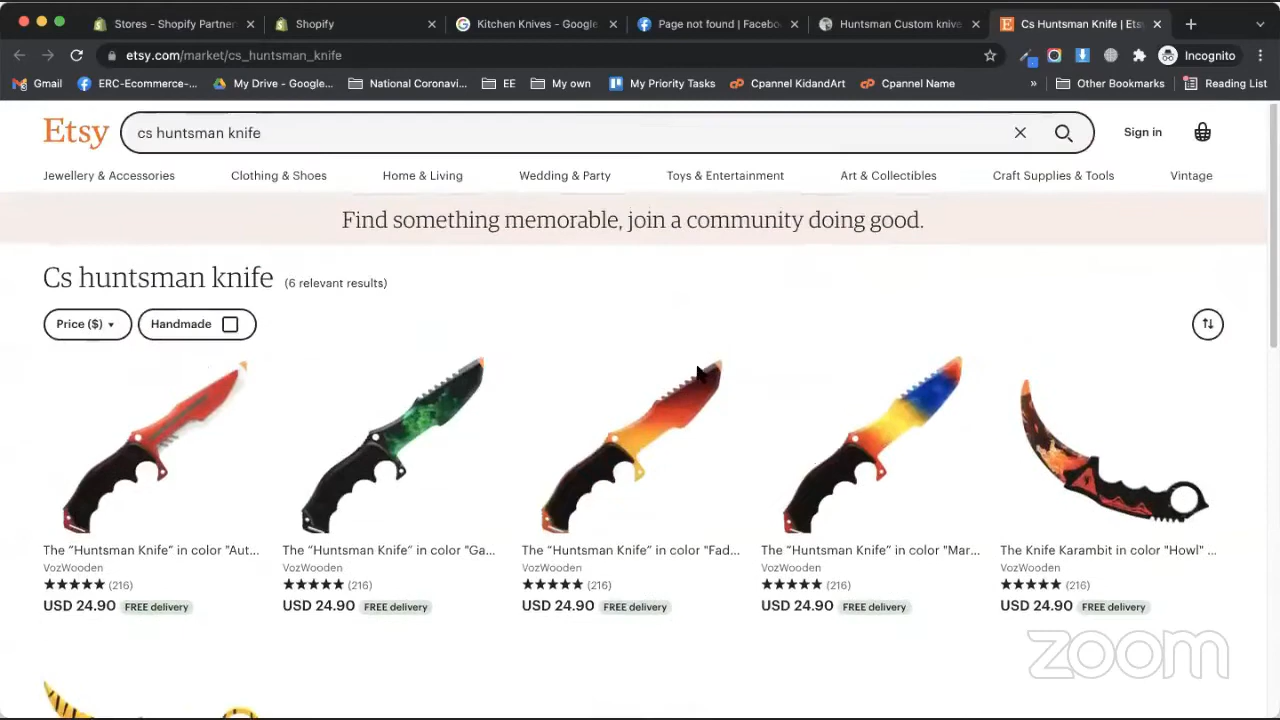 Stores - Shopify Partner
Shopify
Kitchen Knives - Google
Page not found | Facebo
Huntsman Custom kniv
Cs Huntsman Knife | Ets
etsy.com/market/cs_huntsman_knife
Incognito
Gmail
ERC-Ecommerce-...
My Drive - Google...
National Coronavi...
EE
My own
My Priority Tasks
Cpannel KidandArt
Cpannel Name
»
Other Bookmarks
Reading List
Etsy
cs huntsman knife
Sign in
Jewellery & Accessories
Clothing & Shoes
Home & Living
Wedding & Party
Toys & Entertainment
Art & Collectibles
Craft Supplies & Tools
Vintage
Find something memorable, join a community doing good.
Cs huntsman knife (6 relevant results)
Price ($)
Handmade
The “Huntsman Knife” in color "Aut...
VozWooden
(216)
USD 24.90 FREE delivery
The “Huntsman Knife” in color "Ga...
VozWooden
(216)
USD 24.90 FREE delivery
The “Huntsman Knife” in color "Fad...
VozWooden
(216)
USD 24.90 FREE delivery
The “Huntsman Knife” in color "Mar...
VozWooden
(216)
USD 24.90 FREE delivery
The Knife Karambit in color "Howl" ...
VozWooden
(216)
USD 24.90 FREE delivery
zoom